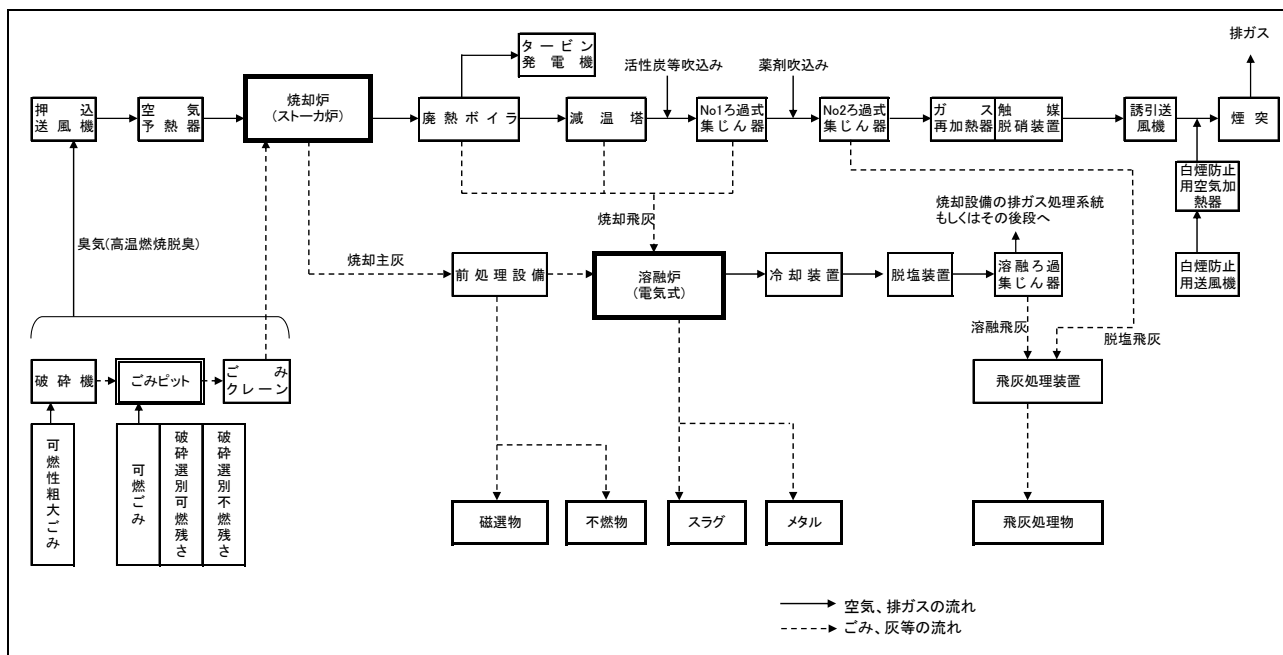 排ガス
タービン
発電機
活性炭等吹込み
薬剤吹込み
押込
送風機
空気
予熱器
焼却炉
(ストーカ炉)
廃熱ボイラ
減温塔
No1ろ過式
集じん器
No2ろ過式
集じん器
ガス
再加熱器
触媒
脱硝装置
誘引送
風機
煙突
白煙防止
用空気加
熱器
白煙防止
用送風機
臭気(高温燃焼脱臭)
焼却飛灰
焼却主灰
焼却設備の排ガス処理系統
もしくはその後段へ
前処理設備
溶融炉
(電気式)
冷却装置
脱塩装置
溶融ろ過
集じん器
溶融飛灰
脱塩飛灰
破砕機
ごみピット
ごみ
クレーン
飛灰処理装置
可燃性粗大ごみ
可燃ごみ
破砕選別可燃残さ
破砕選別不燃残さ
磁選物
不燃物
スラグ
メタル
飛灰処理物
空気、排ガスの流れ
ごみ、灰等の流れ